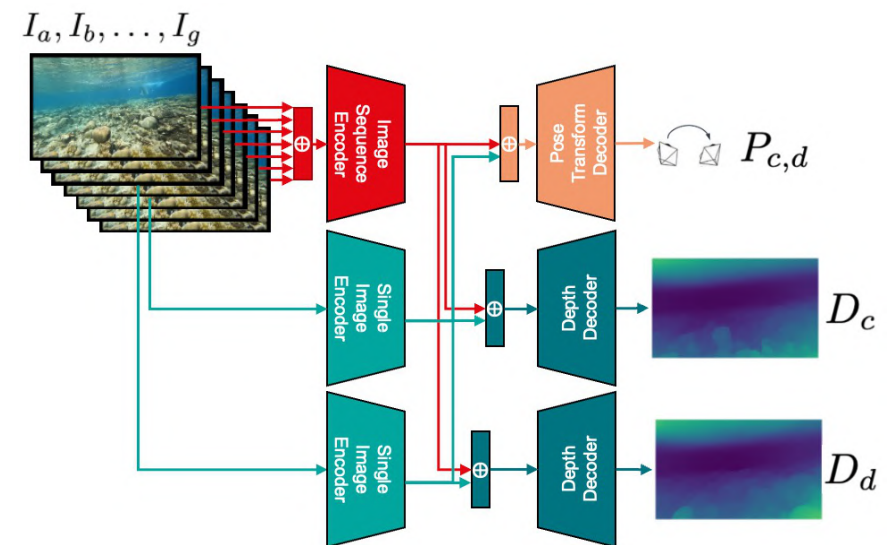 I_a, I_b, . . . , I_g
⊕
Image
Sequence
Encoder
⊕
Pose
Transform
Decoder
P_{c,d}
Single
Image
Encoder
⊕
Depth
Decoder
D_c
Single
Image
Encoder
⊕
Depth
Decoder
D_d